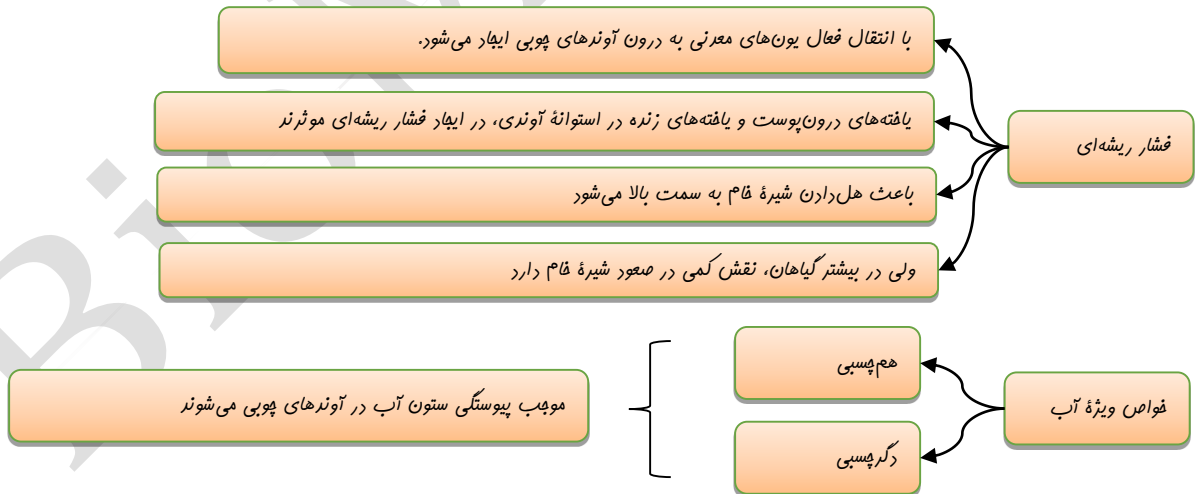 با انتقال فعال یون‌های معدنی به درون آوندهای چوبی ایجاد می‌شود.
یاخته‌های درون‌پوست و یاخته‌های زنده در استوانهٔ آوندی، در ایجاد فشار ریشه‌ای موثرند
فشار ریشه‌ای
باعث هل‌دادن شیرهٔ خام به سمت بالا می‌شود
ولی در بیشتر گیاهان، نقش کمی در صعود شیرهٔ خام دارد
خواص ویژهٔ آب
هم‌چسبی
دگرچسبی
موجب پیوستگی ستون آب در آوندهای چوبی می‌شوند